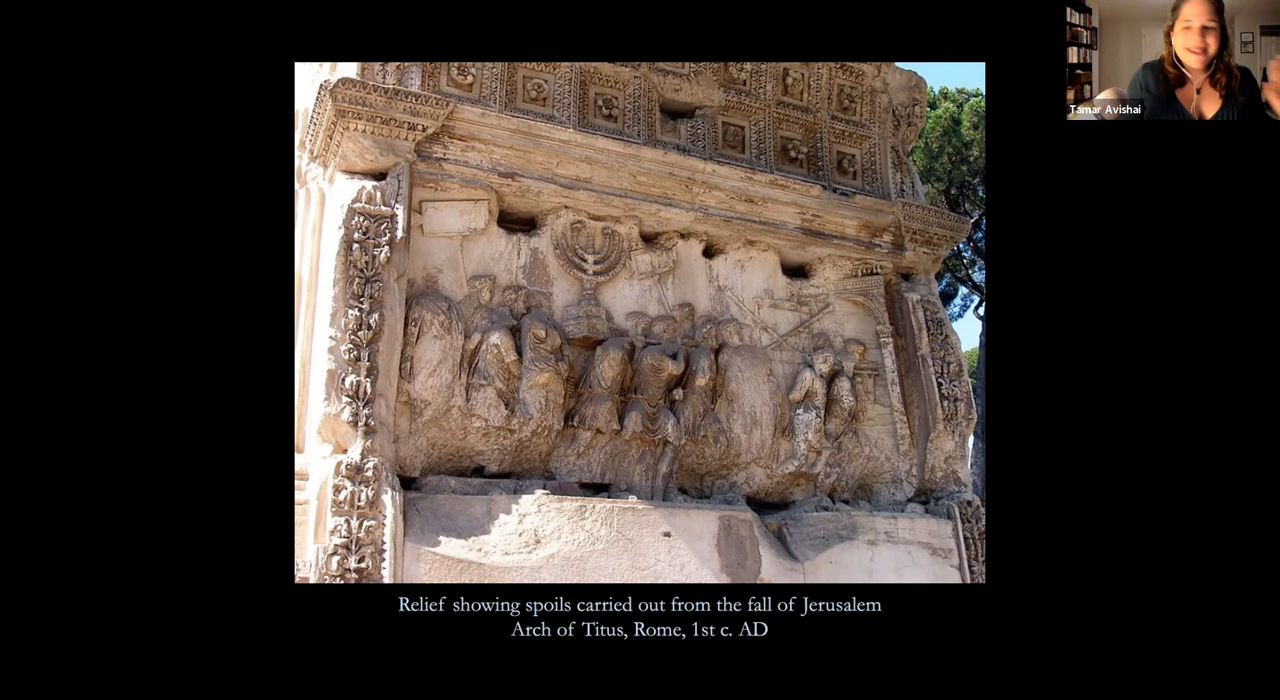 Tamar Avishai
Relief showing spoils carried out from the fall of Jerusalem
Arch of Titus, Rome, 1st c. AD